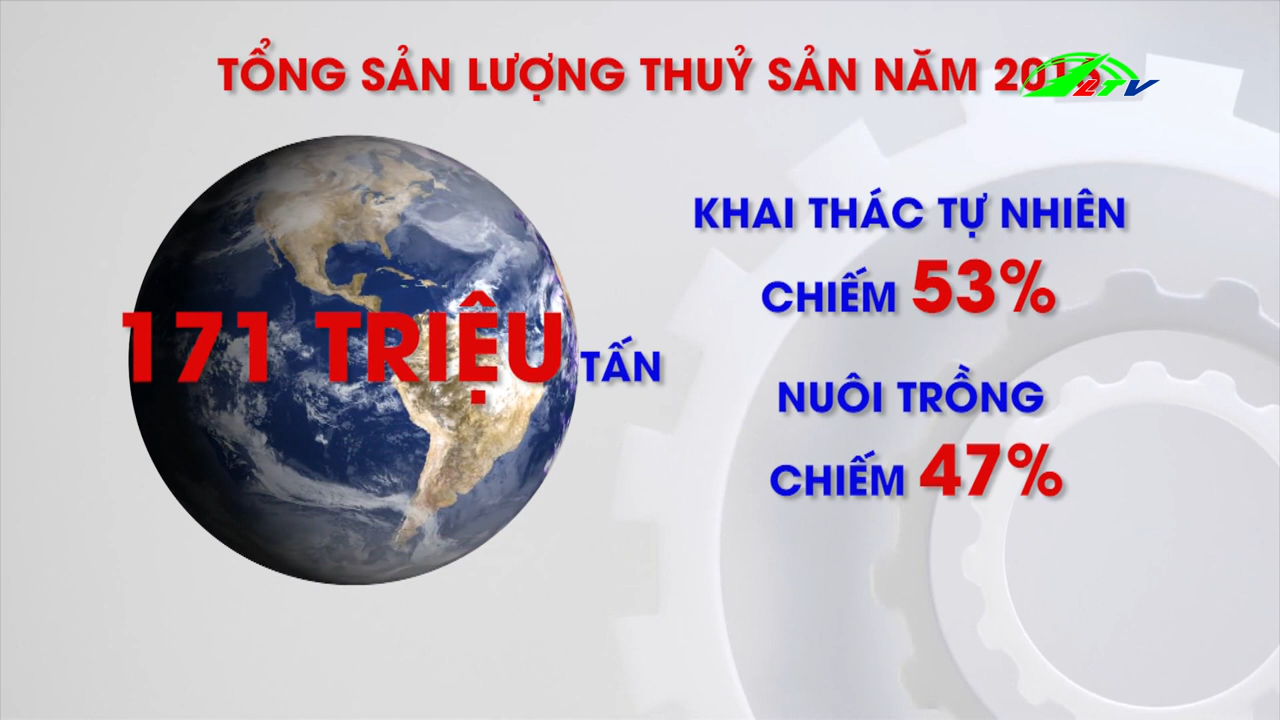 TỔNG SẢN LƯỢNG THUỶ SẢN NĂM
LTV
171 TRIỆU TẤN
KHAI THÁC TỰ NHIÊN
CHIẾM 53%
NUÔI TRỒNG
CHIẾM 47%